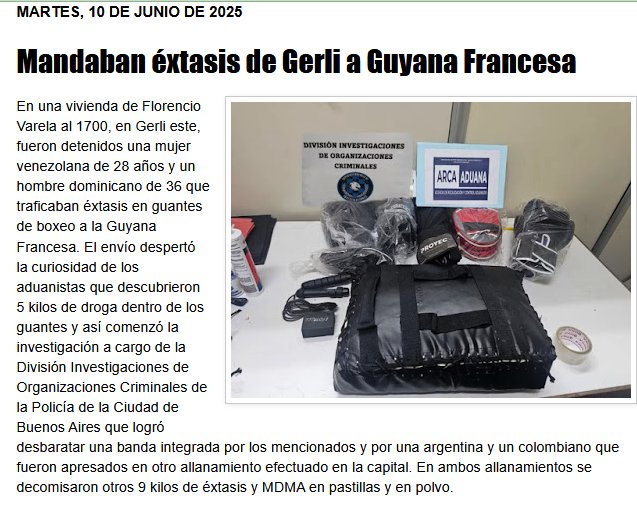 MARTES, 10 DE JUNIO DE 2025
Mandaban éxtasis de Gerli a Guyana Francesa
En una vivienda de Florencio
Varela al 1700, en Gerli este,
fueron detenidos una mujer
venezolana de 28 años y un
hombre dominicano de 36 que
traficaban éxtasis en guantes
de boxeo a la Guyana
Francesa. El envío despertó
la curiosidad de los
aduanistas que descubrieron
5 kilos de droga dentro de los
guantes y así comenzó la
investigación a cargo de la
División Investigaciones de
Organizaciones Criminales de
la Policía de la Ciudad de
Buenos Aires que logró
desbaratar una banda integrada por los mencionados y por una argentina y un colombiano que
fueron apresados en otro allanamiento efectuado en la capital. En ambos allanamientos se
decomisaron otros 9 kilos de éxtasis y MDMA en pastillas y en polvo.
DIVISIÓN INVESTIGACIONES
DE ORGANIZACIONES
CRIMINALES
ARCA ADUANA
PROYEC